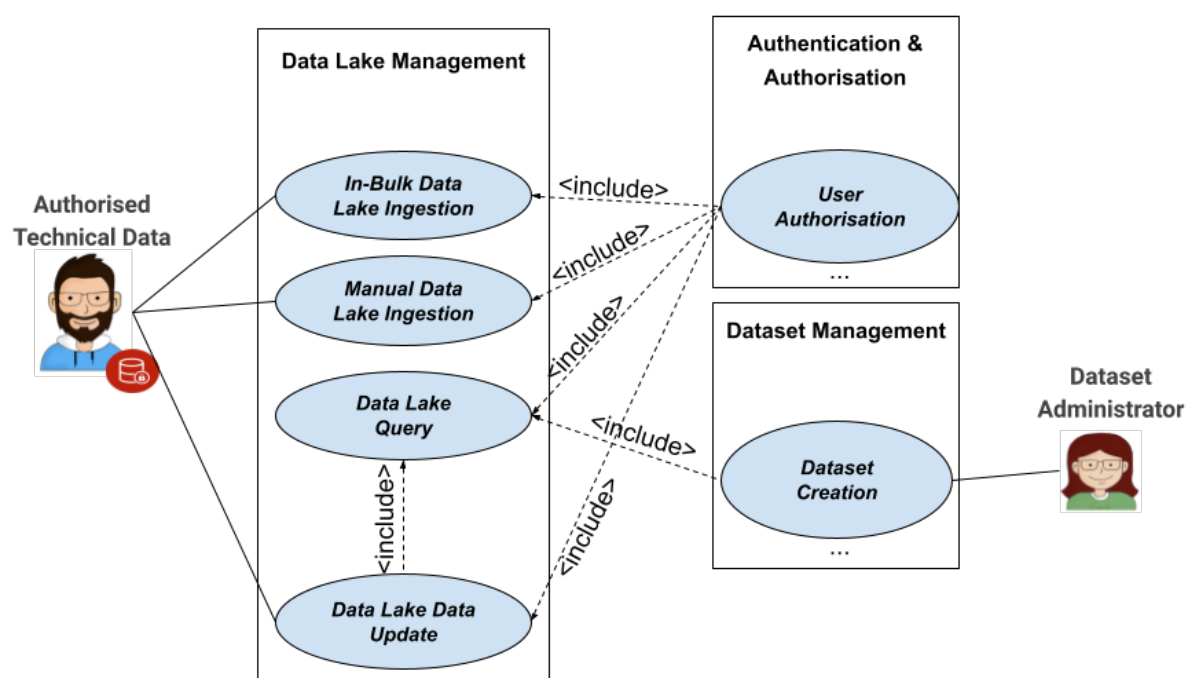 Data Lake Management
Authentication &
Authorisation
In-Bulk Data
Lake Ingestion
<include>
User
Authorisation
...
Authorised
Technical Data
Manual Data
Lake Ingestion
<include>
Dataset Management
Data Lake
Query
<include>
<include>
Dataset
Creation
...
Dataset
Administrator
<include>
<include>
Data Lake Data
Update